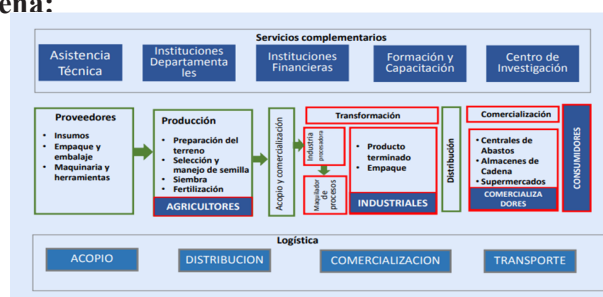 ena:
Servicios complementarios
Asistencia
Técnica
Instituciones
Departamenta
les
Instituciones
Financieras
Formación y
Capacitación
Centro de
Investigación
Proveedores
• Insumos
• Empaque y
embalaje
• Maquinaria y
herramientas
Producción
• Preparación del
terreno
• Selección y
manejo de semilla
• Siembra
• Fertilización
AGRICULTORES
Acopio y comercialización
Transformación
Industria
procesadora
Maquilador
de
procesos
• Producto
terminado
• Empaque
INDUSTRIALES
Distribución
Comercialización
• Centrales de
Abastos
• Almacenes de
Cadena
• Supermercados
COMERCIALIZA
DORES
CONSUMIDORES
Logística
ACOPIO
DISTRIBUCION
COMERCIALIZACION
TRANSPORTE